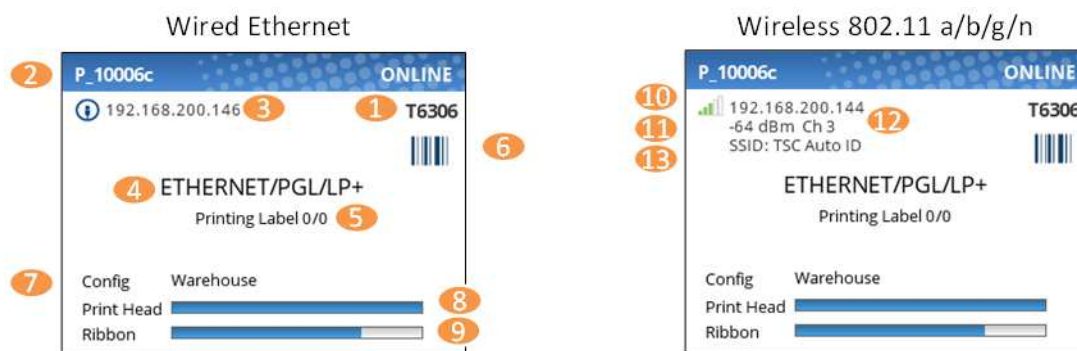 Wired Ethernet
2 P_10006c ONLINE
192.168.200.146 3 1 T6306
6
4 ETHERNET/PGL/LP+
Printing Label 0/0 5
7 Config Warehouse
Print Head 8
Ribbon 9
Wireless 802.11 a/b/g/n
P_10006c ONLINE
10 192.168.200.144 T6306
11 -64 dBm Ch 3 12
13 SSID: TSC Auto ID
ETHERNET/PGL/LP+
Printing Label 0/0
Config Warehouse
Print Head
Ribbon